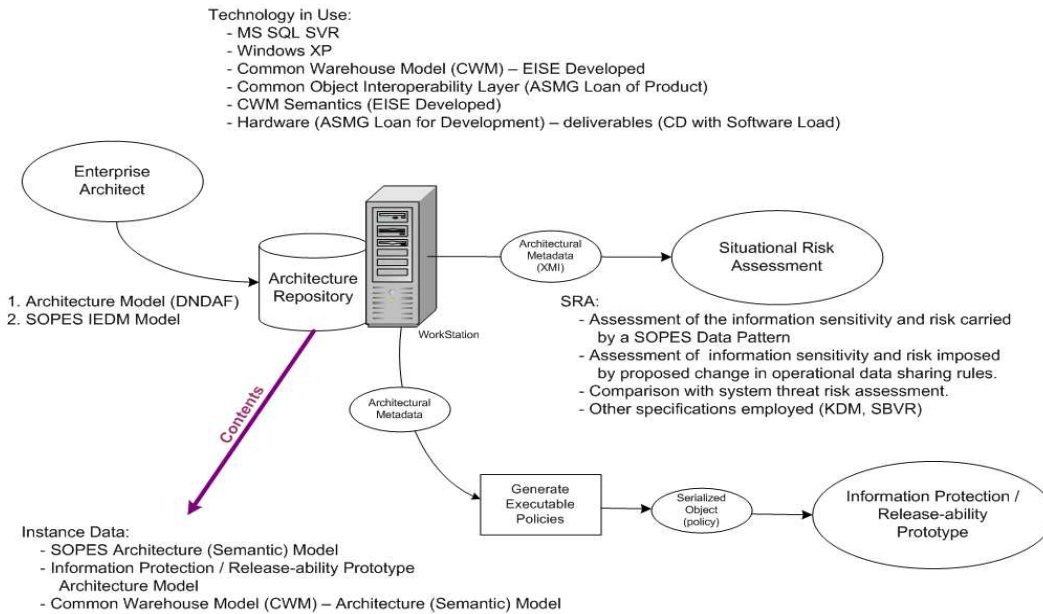 Technology in Use:
- MS SQL SVR
- Windows XP
- Common Warehouse Model (CWM) – EISE Developed
- Common Object Interoperability Layer (ASMG Loan of Product)
- CWM Semantics (EISE Developed)
- Hardware (ASMG Loan for Development) – deliverables (CD with Software Load)
Enterprise
Architect
1. Architecture Model (DNDAF)
2. SOPES IEDM Model
Architecture
Repository
WorkStation
Architectural
Metadata
(XMI)
Situational Risk
Assessment
SRA:
- Assessment of the information sensitivity and risk carried
by a SOPES Data Pattern
- Assessment of information sensitivity and risk imposed
by proposed change in operational data sharing rules.
- Comparison with system threat risk assessment.
- Other specifications employed (KDM, SBVR)
Architectural
Metadata
Contents
Generate
Executable
Policies
Serialized
Object
(policy)
Information Protection /
Release-ability
Prototype
Instance Data:
- SOPES Architecture (Semantic) Model
- Information Protection / Release-ability Prototype
Architecture Model
- Common Warehouse Model (CWM) – Architecture (Semantic) Model